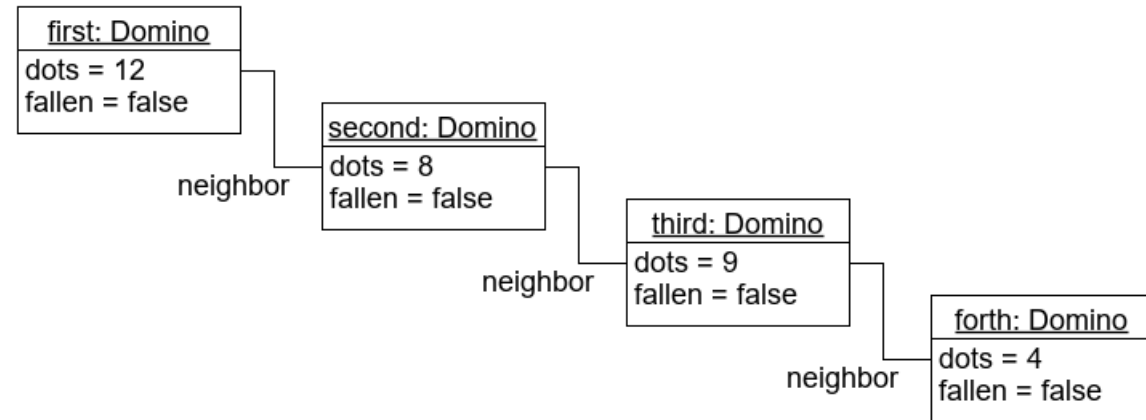 first: Domino
dots = 12
fallen = false
neighbor
second: Domino
dots = 8
fallen = false
neighbor
third: Domino
dots = 9
fallen = false
neighbor
forth: Domino
dots = 4
fallen = false